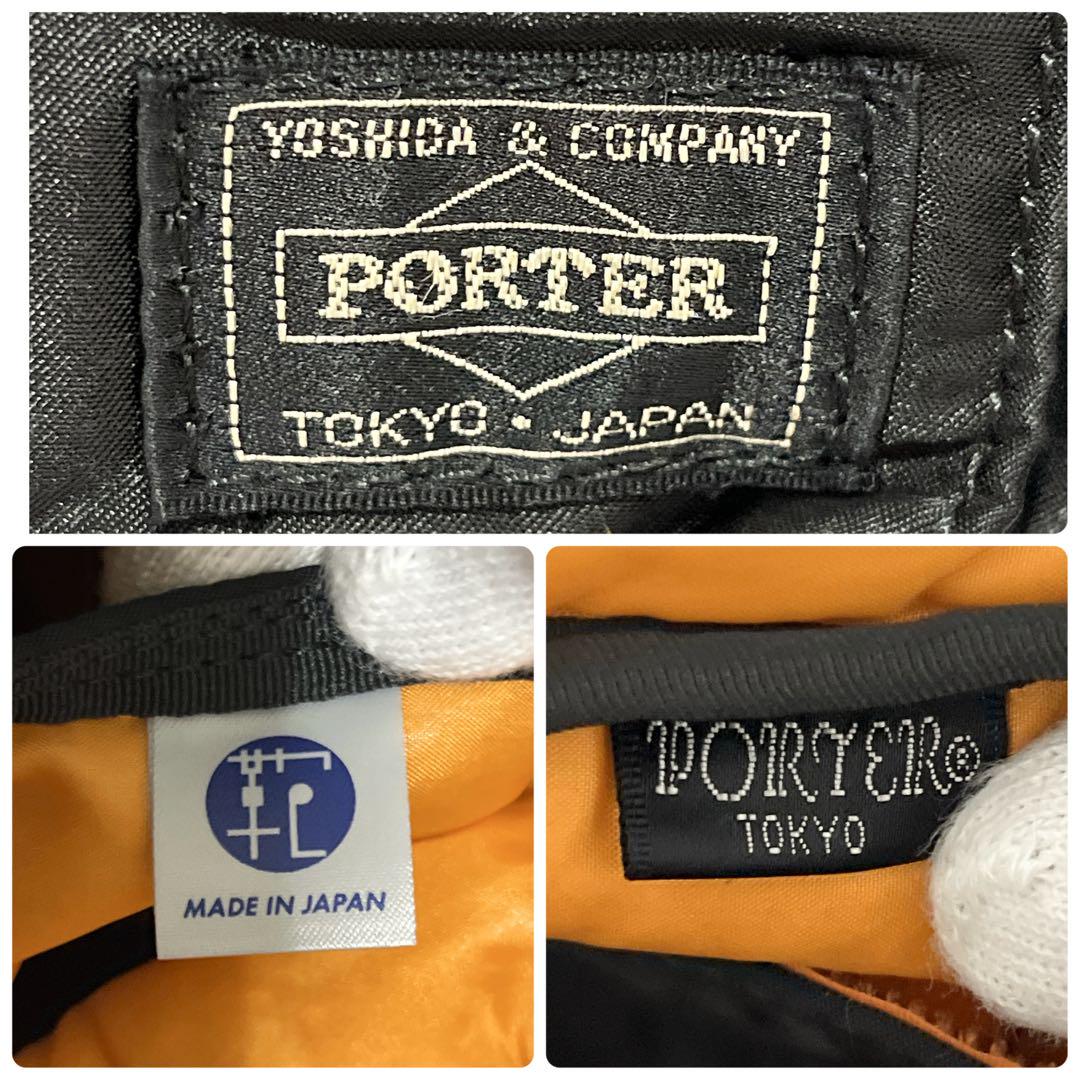 YOSHIDA & COMPANY
PORTER
TOKYO・JAPAN
MADE IN JAPAN
PORTER®
TOKYO